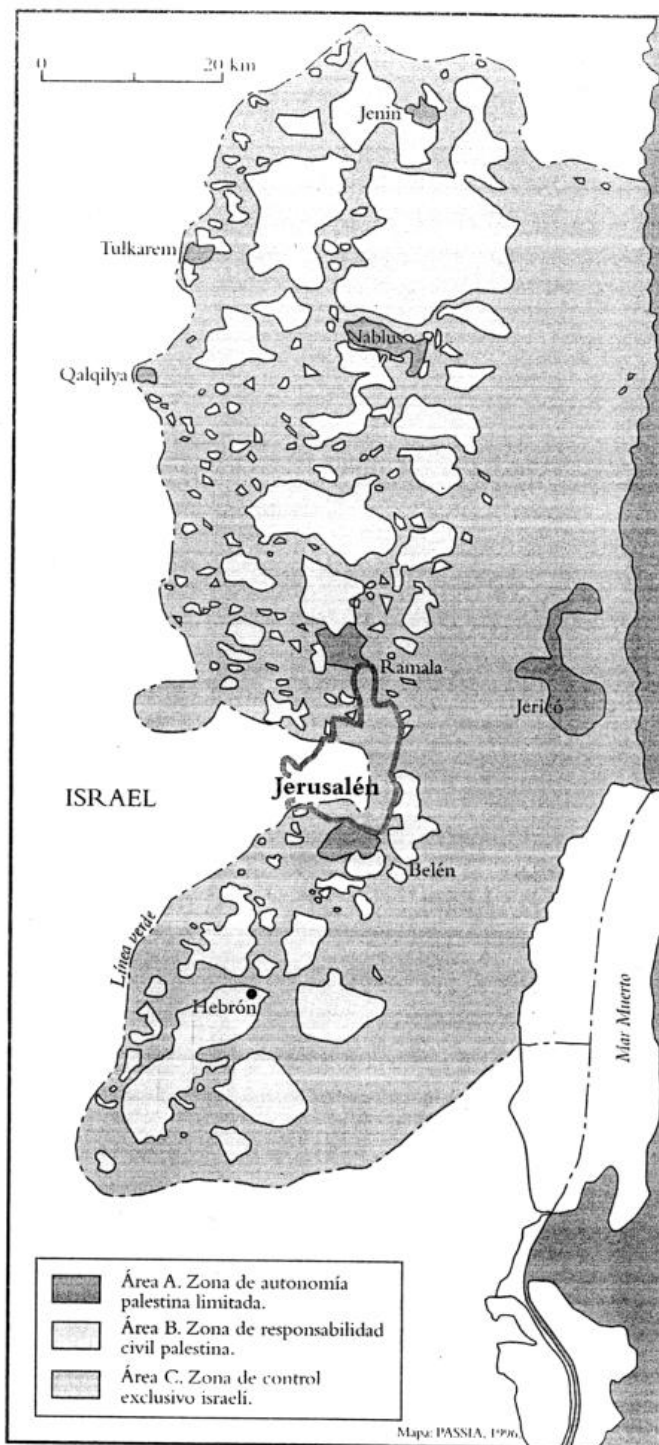 0 20 km
Jenin
Tulkarem
Nablus
Qalqilya
Ramala
Jericó
ISRAEL
Jerusalén
Belén
Línea verde
Hebrón
Mar Muerto
Área A. Zona de autonomía
palestina limitada.
Área B. Zona de responsabilidad
civil palestina.
Área C. Zona de control
exclusivo israelí.
Mapa: PASSIA, 1996.